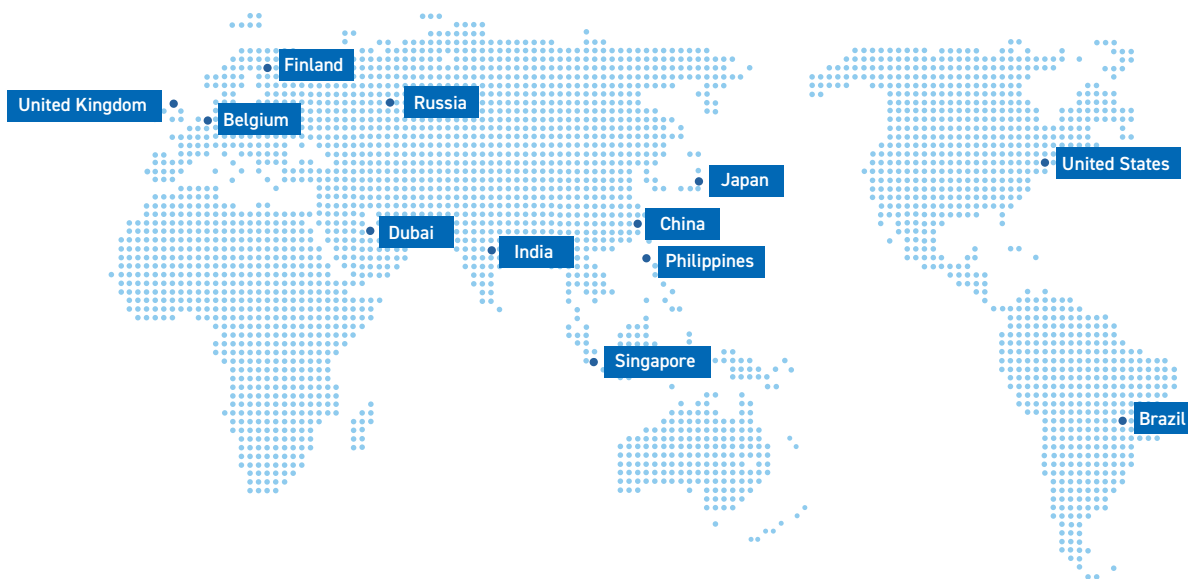 Finland
United Kingdom
Russia
Belgium
United States
Japan
China
Dubai
India
Philippines
Singapore
Brazil